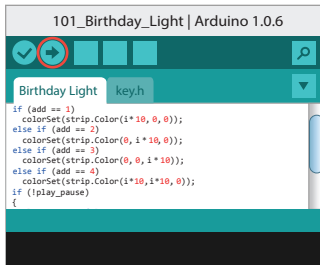 101_Birthday_Light | Arduino 1.0.6
Birthday Light key.h
if (add == 1)
colorSet(strip.Color(i*10, 0, 0));
else if (add == 2)
colorSet(strip.Color(0, i*10, 0));
else if (add == 3)
colorSet(strip.Color(0, 0, i*10));
else if (add == 4)
colorSet(strip.Color(i*10,i*10, 0));
if (!play_pause)
{